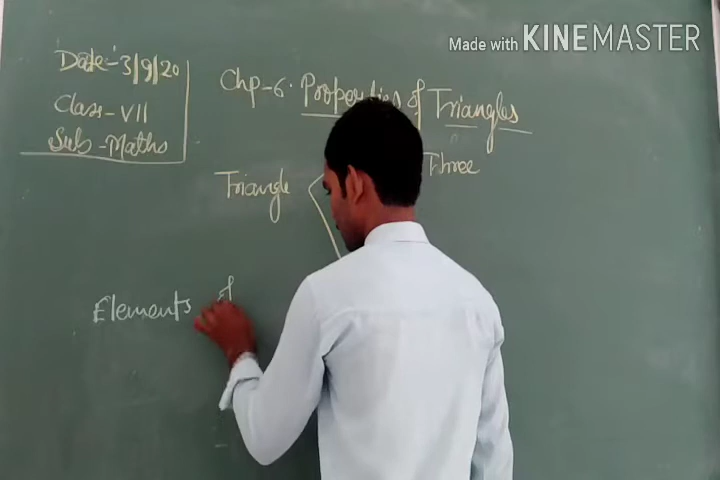 Made with KINEMASTER
Date:- 3/9/20
Chp-6. Properties of Triangles
Class - VII
Sub - Maths
Triangle Three
Elements of